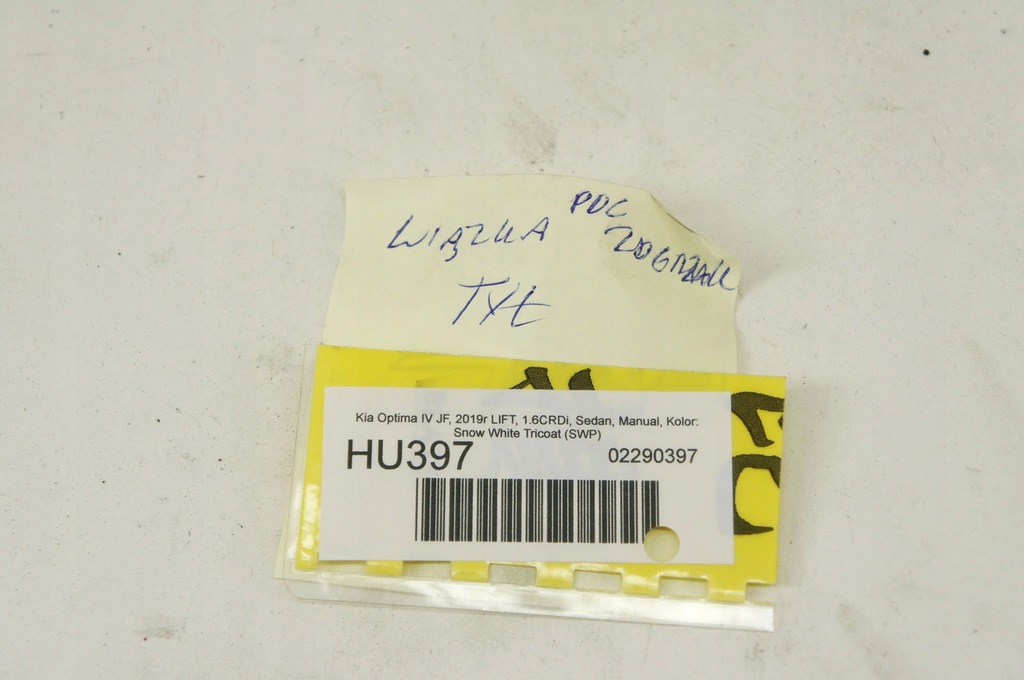 WIĄZKA PDC
TYŁ
Kia Optima IV JF, 2019r LIFT, 1.6CRDi, Sedan, Manual, Kolor:
Snow White Tricoat (SWP)
HU397 02290397